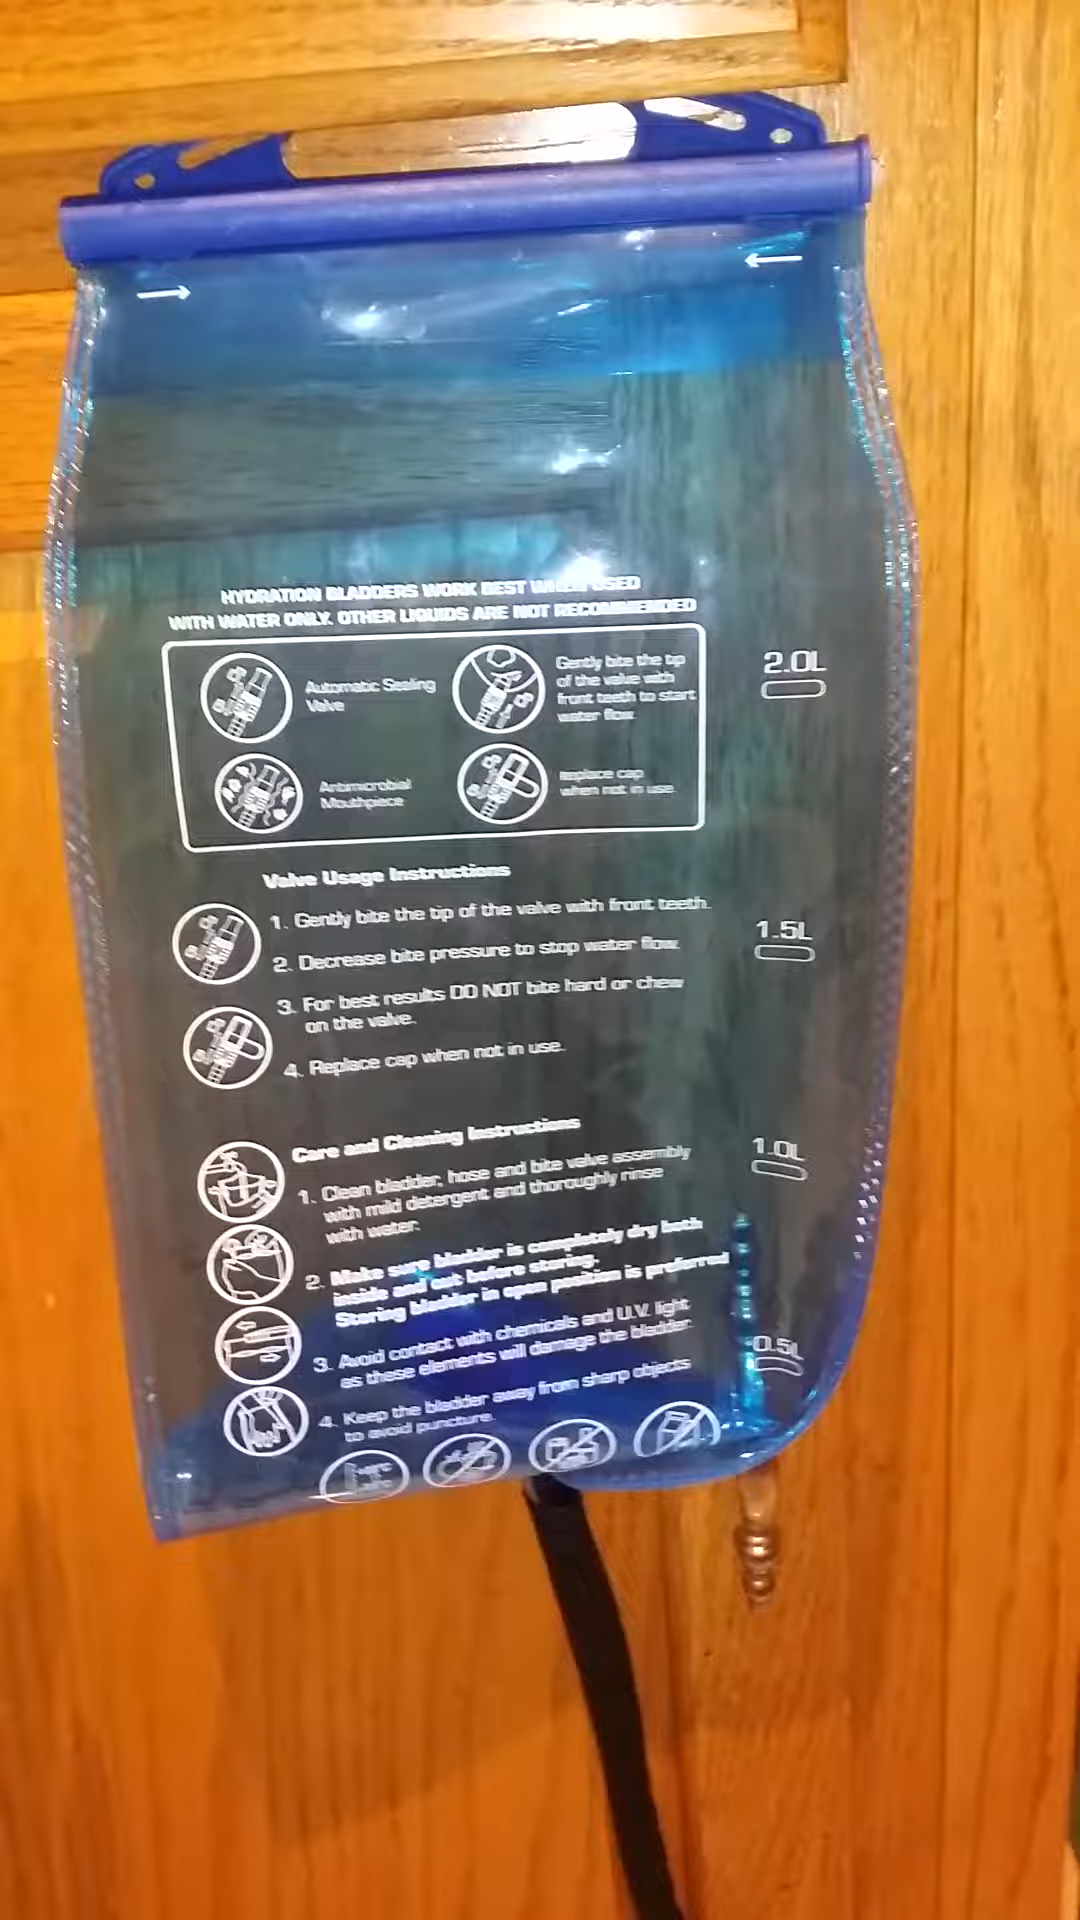 HYDRATION BLADDERS WORK BEST WHEN USED
WITH WATER ONLY. OTHER LIQUIDS ARE NOT RECOMMENDED
Automatic Sealing
Valve
Gently bite the tip
of the valve with
front teeth to start
water flow.
Antimicrobial
Mouthpiece
Replace cap
when not in use.
2.0L
Valve Usage Instructions
1. Gently bite the tip of the valve with front teeth.
2. Decrease bite pressure to stop water flow.
3. For best results DO NOT bite hard or chew
on the valve.
4. Replace cap when not in use.
1.5L
Care and Cleaning Instructions
1. Clean bladder, hose and bite valve assembly
with mild detergent and thoroughly rinse
with water.
2. Make sure bladder is completely dry both
inside and out before storing.
Storing bladder in open position is preferred
3. Avoid contact with chemicals and U.V. light
as these elements will damage the bladder.
4. Keep the bladder away from sharp objects
to avoid puncture.
1.0L
0.5L